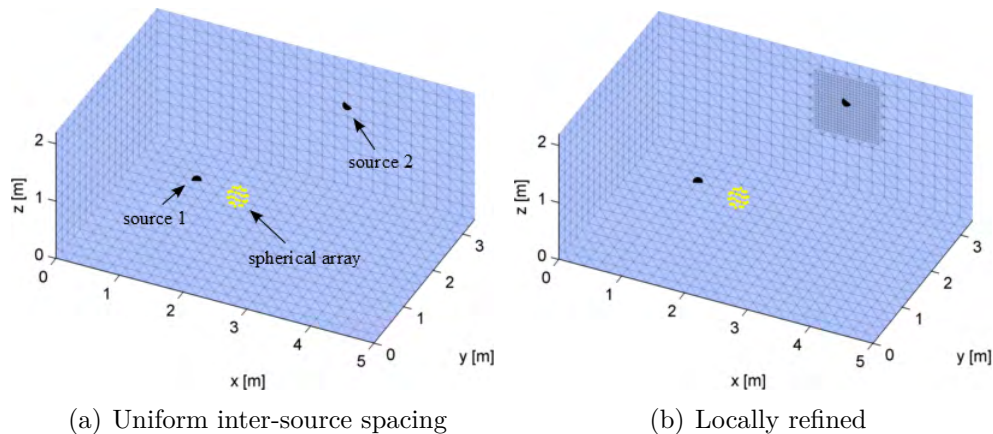 2
1
0
z [m]
0
1
2
3
4
5
x [m]
0
1
2
3
y [m]
source 1
source 2
spherical array
(a) Uniform inter-source spacing
2
1
0
z [m]
0
1
2
3
4
5
x [m]
0
1
2
3
y [m]
(b) Locally refined